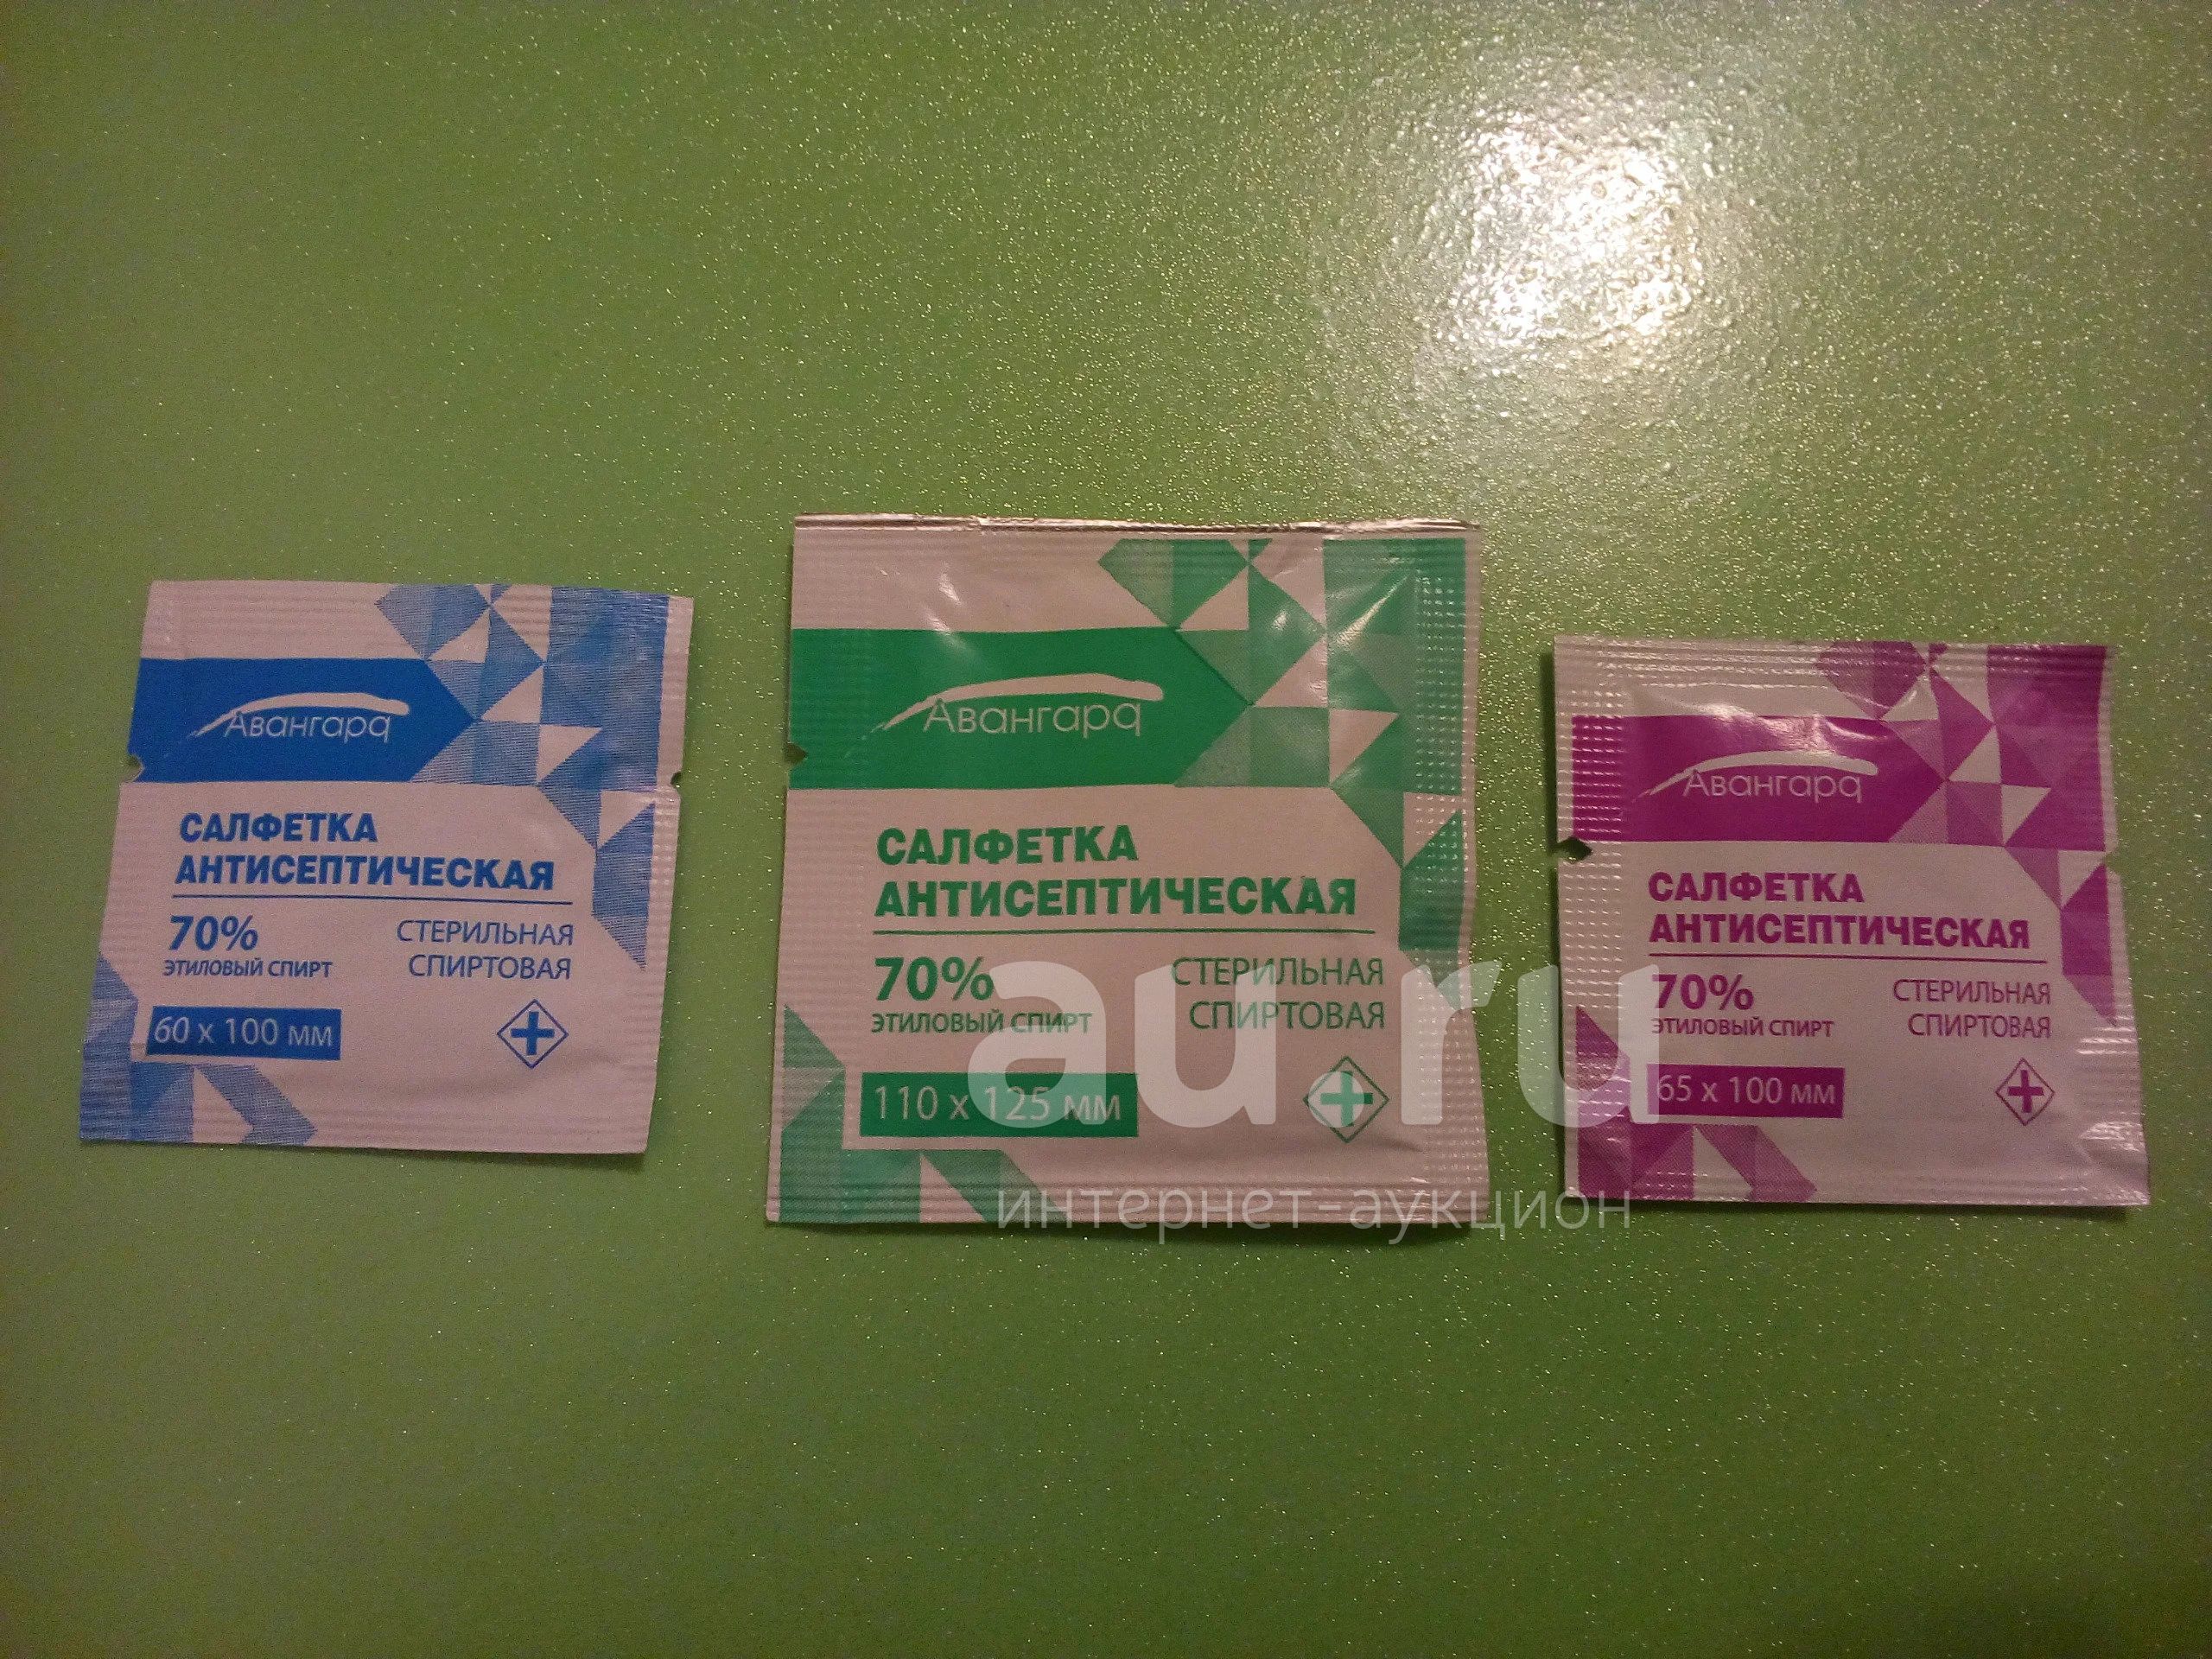 Авангард
САЛФЕТКА
АНТИСЕПТИЧЕСКАЯ
70%
ЭТИЛОВЫЙ СПИРТ
СТЕРИЛЬНАЯ
СПИРТОВАЯ
60 x 100 мм
Авангард
САЛФЕТКА
АНТИСЕПТИЧЕСКАЯ
70%
ЭТИЛОВЫЙ СПИРТ
СТЕРИЛЬНАЯ
СПИРТОВАЯ
110 x 125 мм
Авангард
САЛФЕТКА
АНТИСЕПТИЧЕСКАЯ
70%
ЭТИЛОВЫЙ СПИРТ
СТЕРИЛЬНАЯ
СПИРТОВАЯ
65 x 100 мм
au.ru
интернет-аукцион